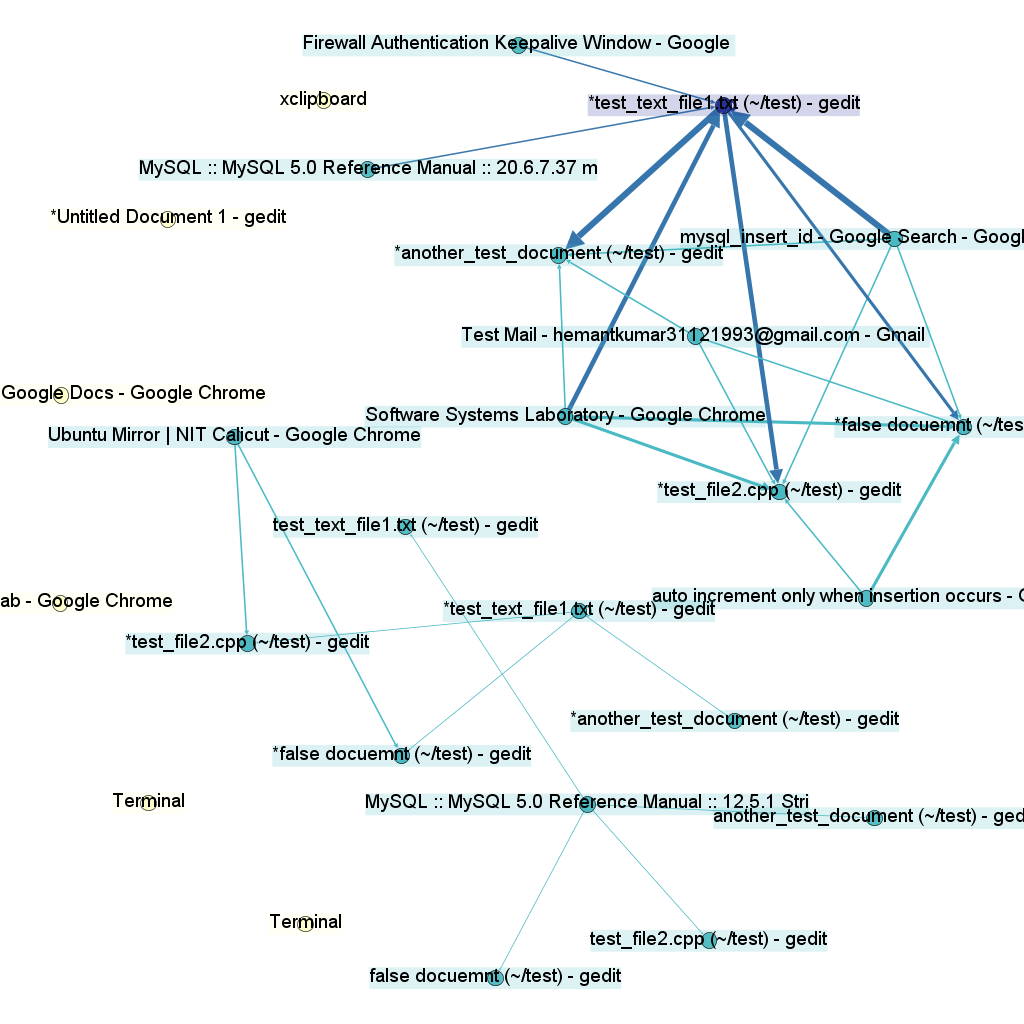 Firewall Authentication Keepalive Window - Google
xclipboard
*test_text_file1.txt (~/test) - gedit
MySQL :: MySQL 5.0 Reference Manual :: 20.6.7.37 m
*Untitled Document 1 - gedit
mysql_insert_id - Google Search - Googl
*another_test_document (~/test) - gedit
Test Mail - hemantkumar31121993@gmail.com - Gmail
Google Docs - Google Chrome
Software Systems Laboratory - Google Chrome
*false docuemnt (~/tes
Ubuntu Mirror | NIT Calicut - Google Chrome
*test_file2.cpp (~/test) - gedit
test_text_file1.txt (~/test) - gedit
auto increment only when insertion occurs - G
ab - Google Chrome
*test_text_file1.txt (~/test) - gedit
*test_file2.cpp (~/test) - gedit
*another_test_document (~/test) - gedit
*false docuemnt (~/test) - gedit
Terminal
MySQL :: MySQL 5.0 Reference Manual :: 12.5.1 Stri
another_test_document (~/test) - ged
Terminal
test_file2.cpp (~/test) - gedit
false docuemnt (~/test) - gedit